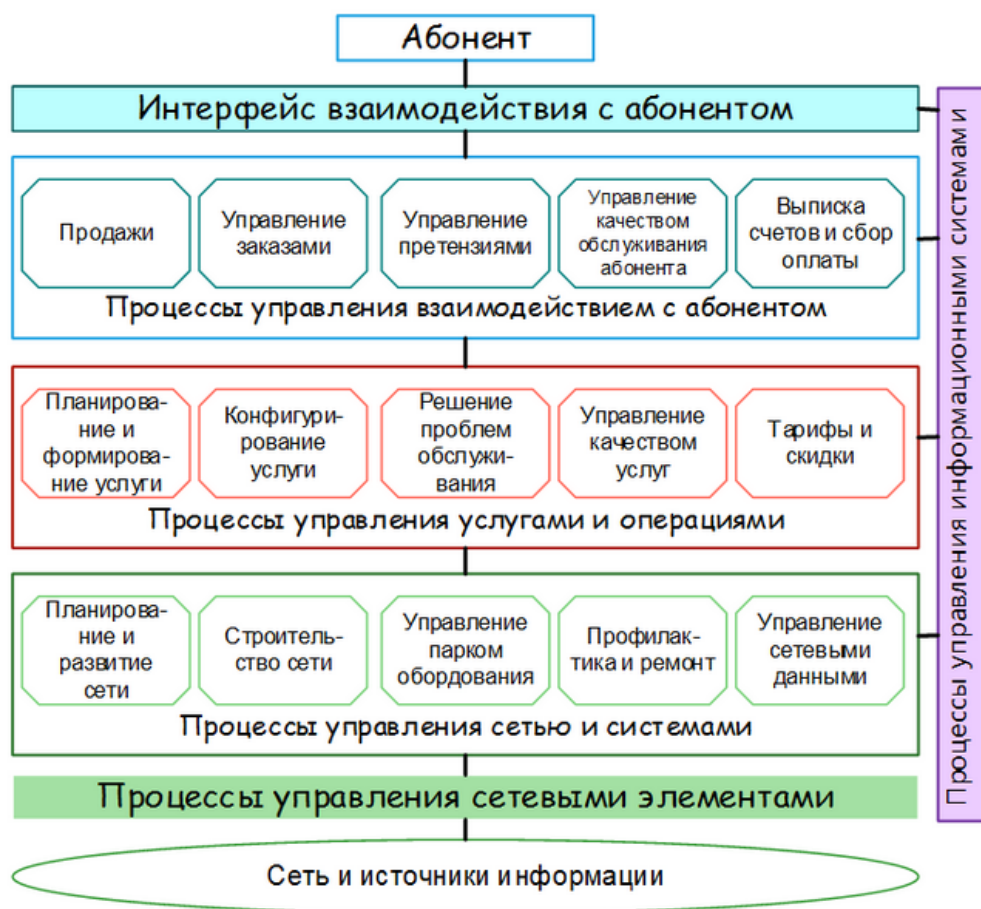 Абонент
Интерфейс взаимодействия с абонентом
Продажи
Управление
заказами
Управление
претензиями
Управление
качеством
обслуживания
абонента
Выписка
счетов и сбор
оплаты
Процессы управления взаимодействием с абонентом
Планирова-
ние и
формирова-
ние услуги
Конфигури-
рование
услуги
Решение
проблем
обслужи-
вания
Управление
качеством
услуг
Тарифы и
скидки
Процессы управления услугами и операциями
Планирова-
ние и
развитие
сети
Строитель-
ство сети
Управление
парком
обордования
Профилак-
тика и ремонт
Управление
сетевыми
данными
Процессы управления сетью и системами
Процессы управления сетевыми элементами
Сеть и источники информации
Процессы управления информационными системами